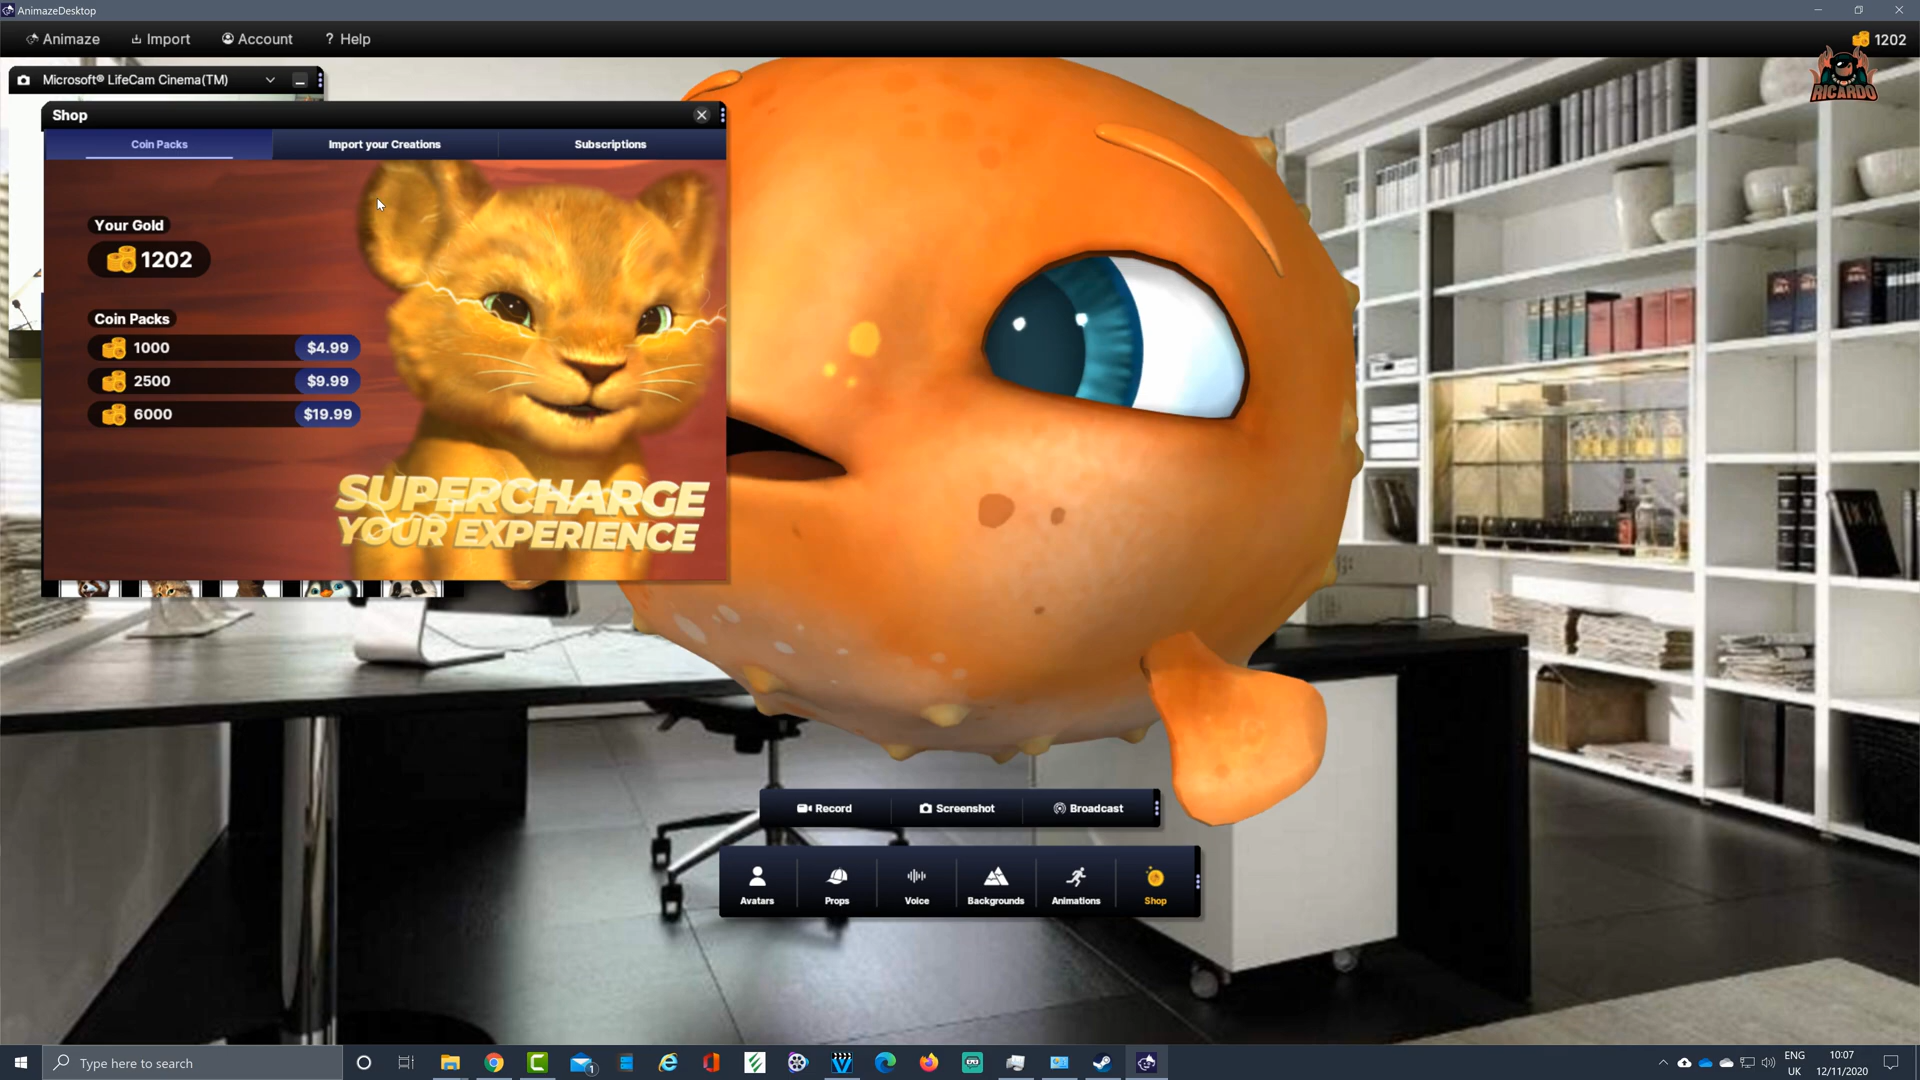 AnimazeDesktop
Animaze Import Account ? Help 1202
RICARDO
Microsoft® LifeCam Cinema(TM)
Shop
Coin Packs Import your Creations Subscriptions
Your Gold
1202
Coin Packs
1000 $4.99
2500 $9.99
6000 $19.99
SUPERCHARGE
YOUR EXPERIENCE
Record Screenshot Broadcast
Avatars Props Voice Backgrounds Animations Shop
Type here to search 1 ENG 10:07
UK 12/11/2020